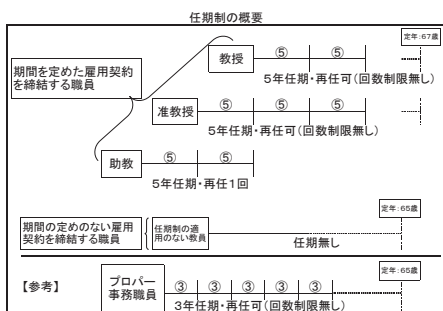 任期制の概要
定年:67歳
教授 ⑤ ⑤
期間を定めた雇用契約
を締結する職員
5年任期・再任可(回数制限無し)
准教授 ⑤ ⑤ ⑤
5年任期・再任可(回数制限無し)
助教 ⑤ ⑤
5年任期・再任1回
定年:65歳
期間の定めのない雇用
契約を締結する職員
任期制の適
用のない教員
任期無し
定年:65歳
【参考】
プロパー
事務職員
③ ③ ③ ③ ③
3年任期・再任可(回数制限無し)